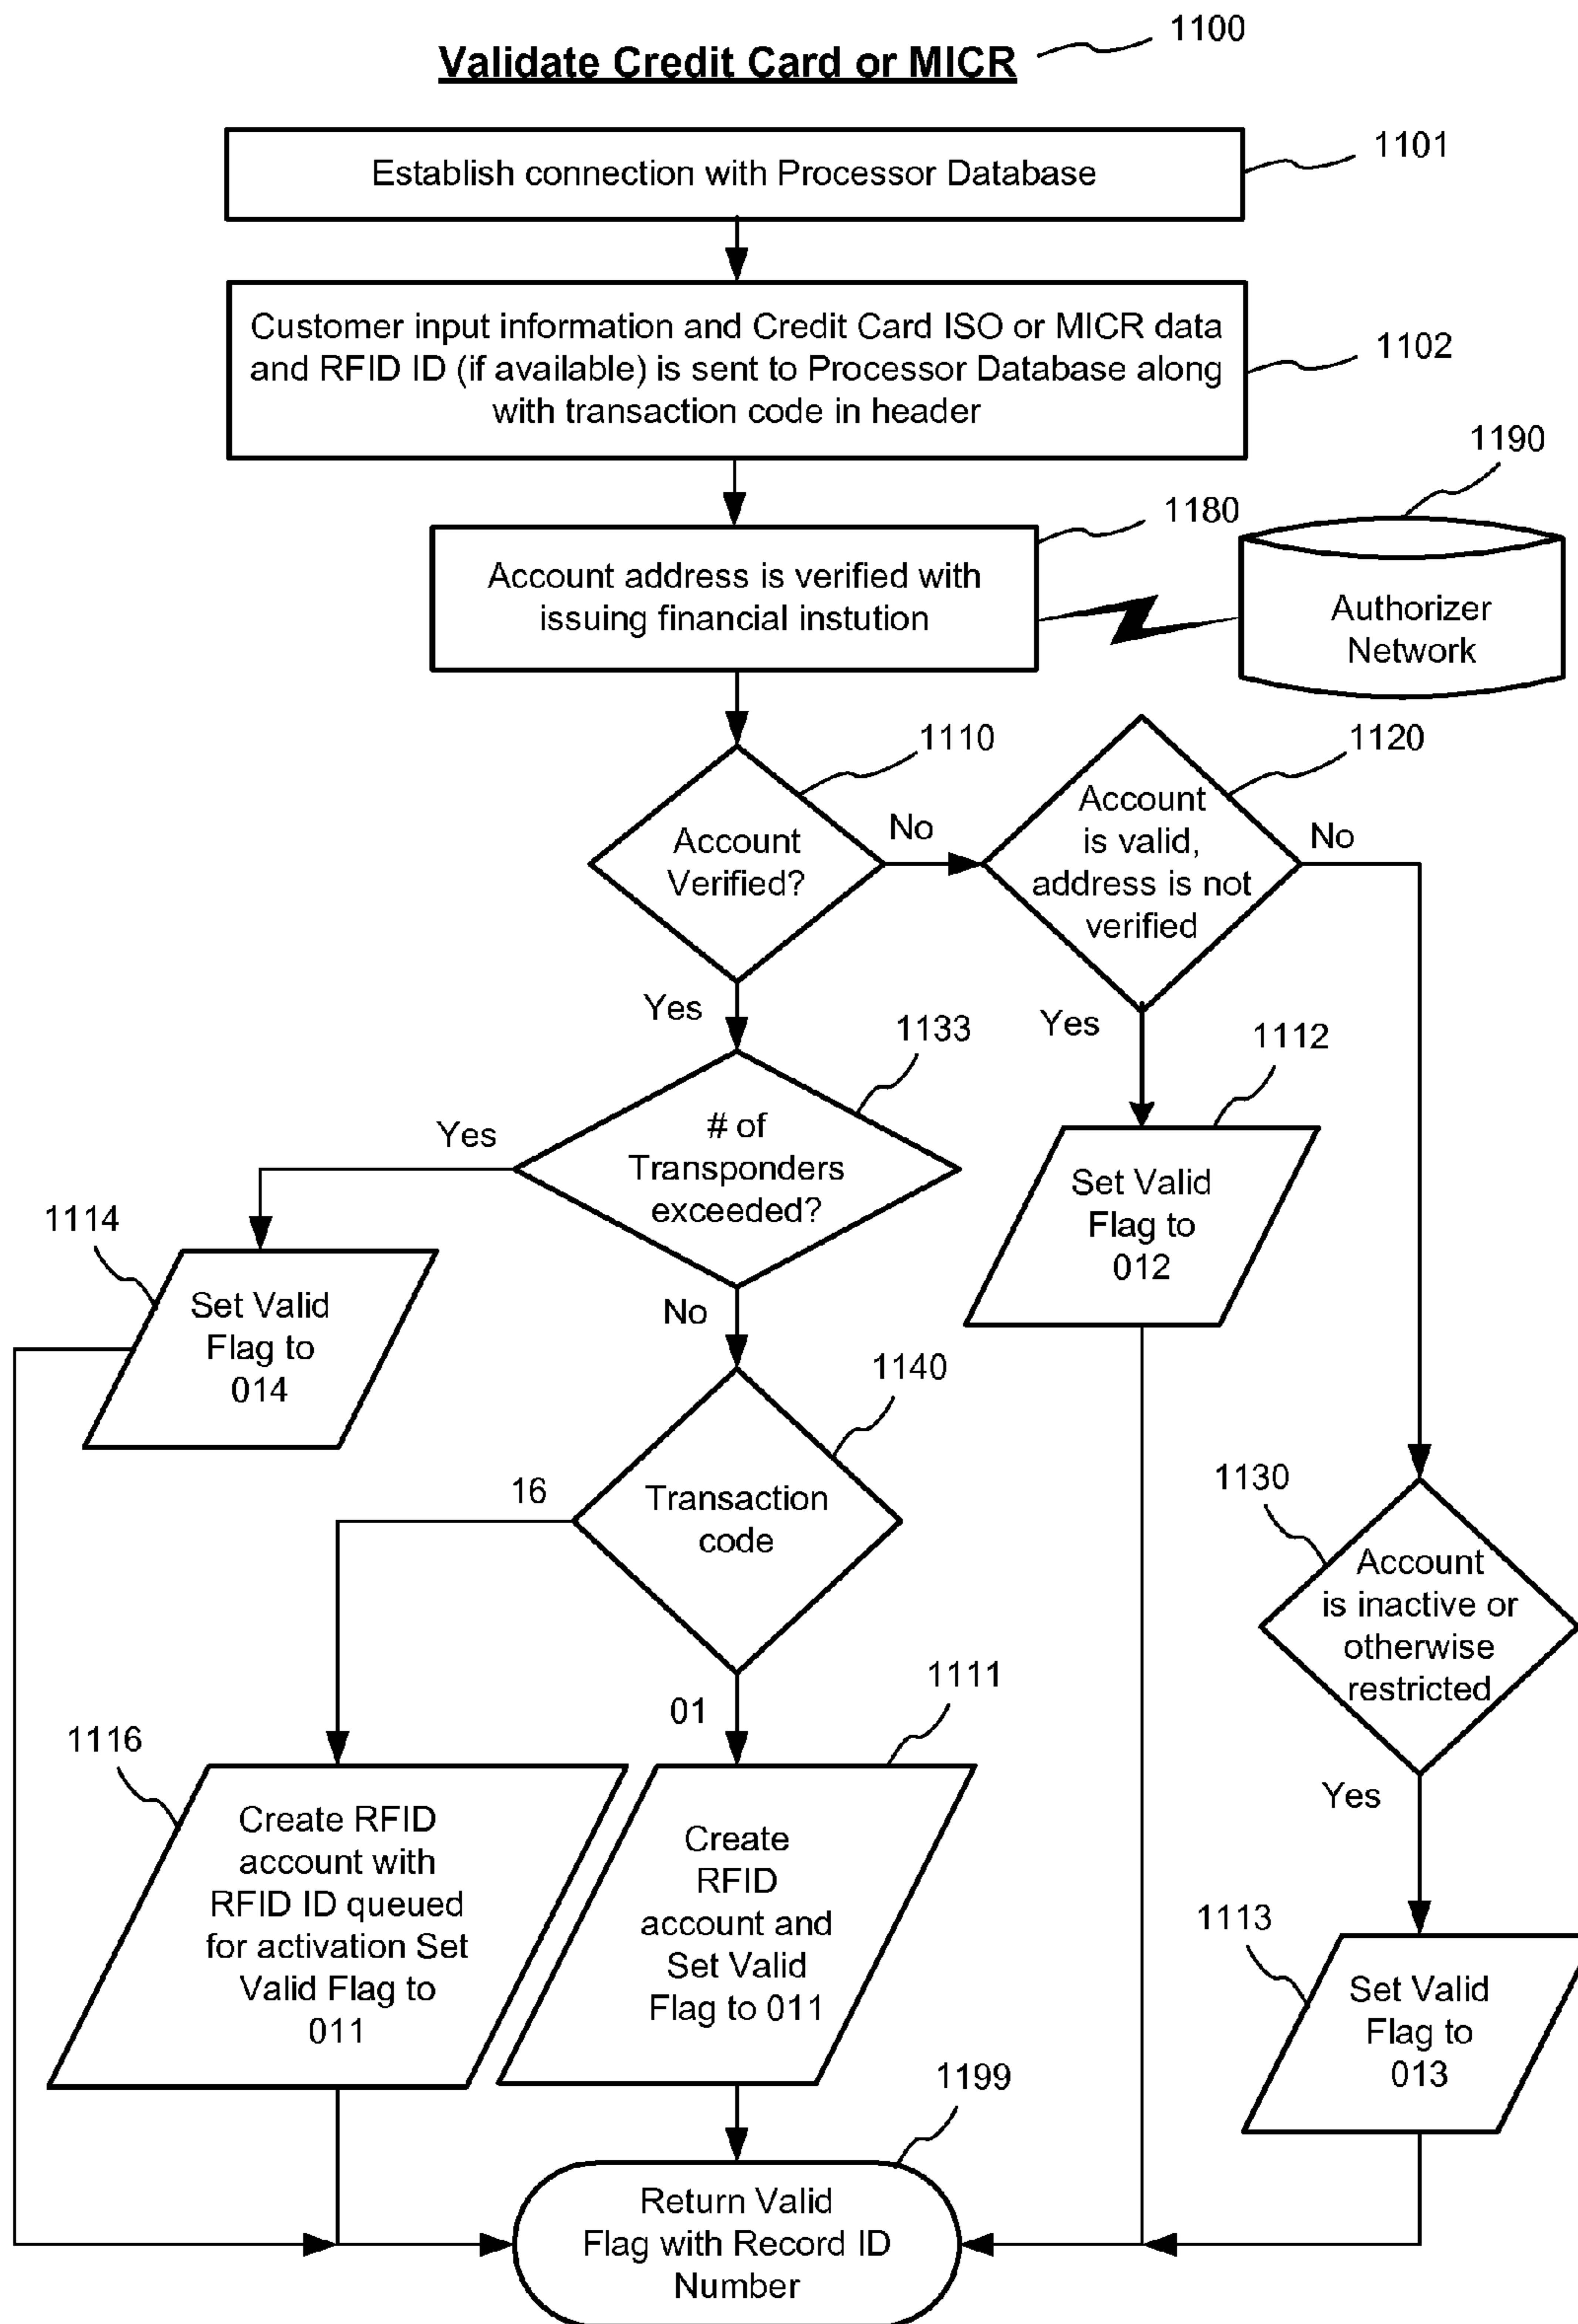 1100
Validate Credit Card or MICR
Establish connection with Processor Database
1101
Customer input information and Credit Card ISO or MICR data
and RFID ID (if available) is sent to Processor Database along
with transaction code in header
1102
1190
1180
Account address is verified with
issuing financial instution
Authorizer
Network
1110
1120
Account
Verified?
No
Account
is valid,
address is not
verified
No
Yes
1133
Yes
1112
# of
Transponders
exceeded?
Yes
Set Valid
Flag to
012
1114
Set Valid
Flag to
014
No
1140
Transaction
code
16
1130
Account
is inactive or
otherwise
restricted
01
1111
1116
Create RFID
account with
RFID ID queued
for activation Set
Valid Flag to
011
Create
RFID
account and
Set Valid
Flag to 011
Yes
1113
Set Valid
Flag to
013
1199
Return Valid
Flag with Record ID
Number